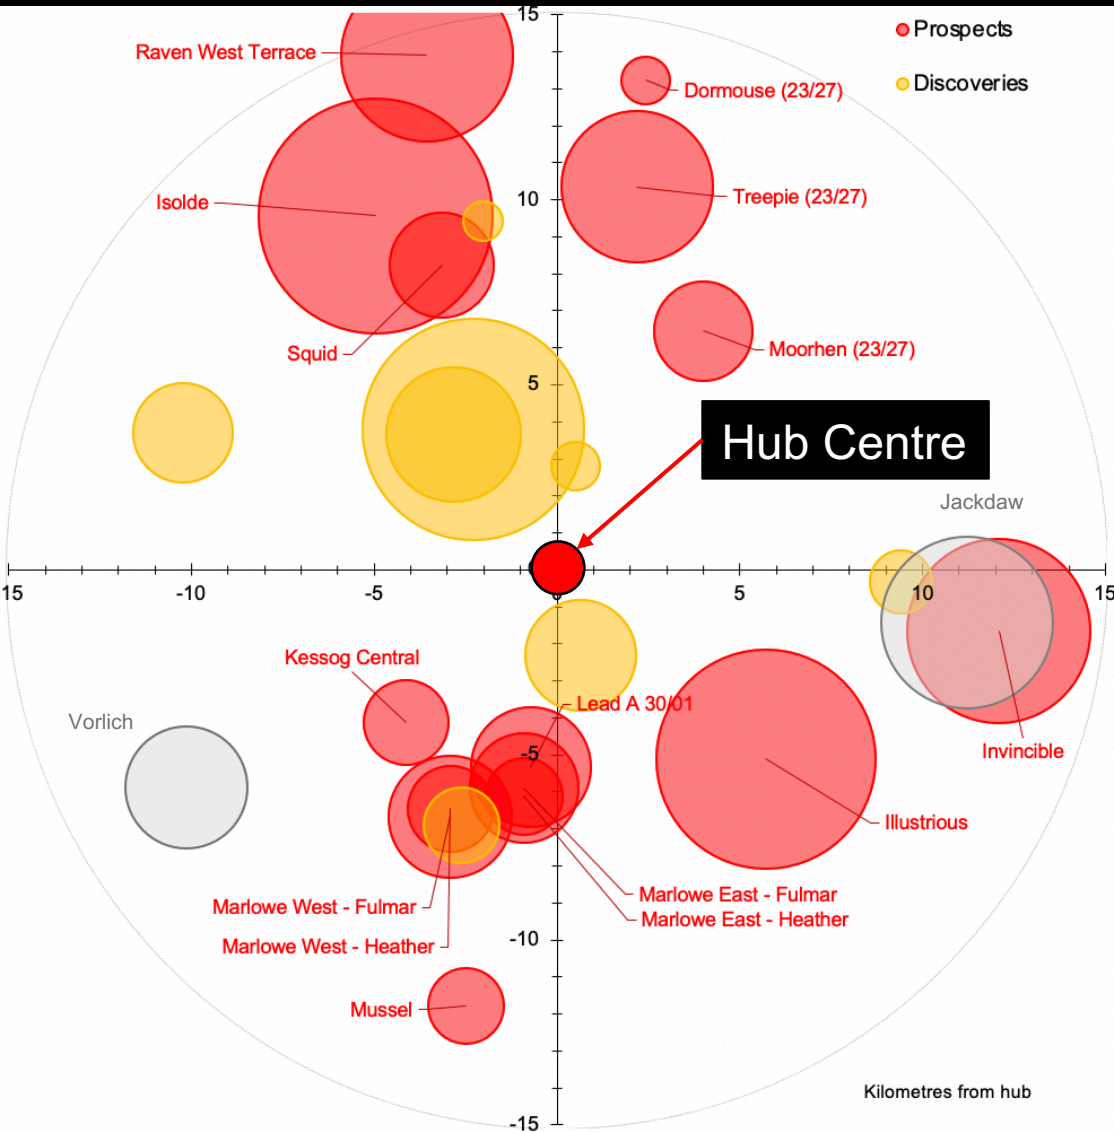 15
Prospects
Raven West Terrace
Discoveries
Dormouse (23/27)
10
Treepie (23/27)
Isolde
Squid
Moorhen (23/27)
5
Hub Centre
Jackdaw
15
-10
-5
5
10
15
Kessog Central
Lead A 30/01
Vorlich
-5
Invincible
Illustrious
Marlowe West - Fulmar
Marlowe East - Fulmar
Marlowe East - Heather
-10
Marlowe West - Heather
Mussel
Kilometres from hub
-15